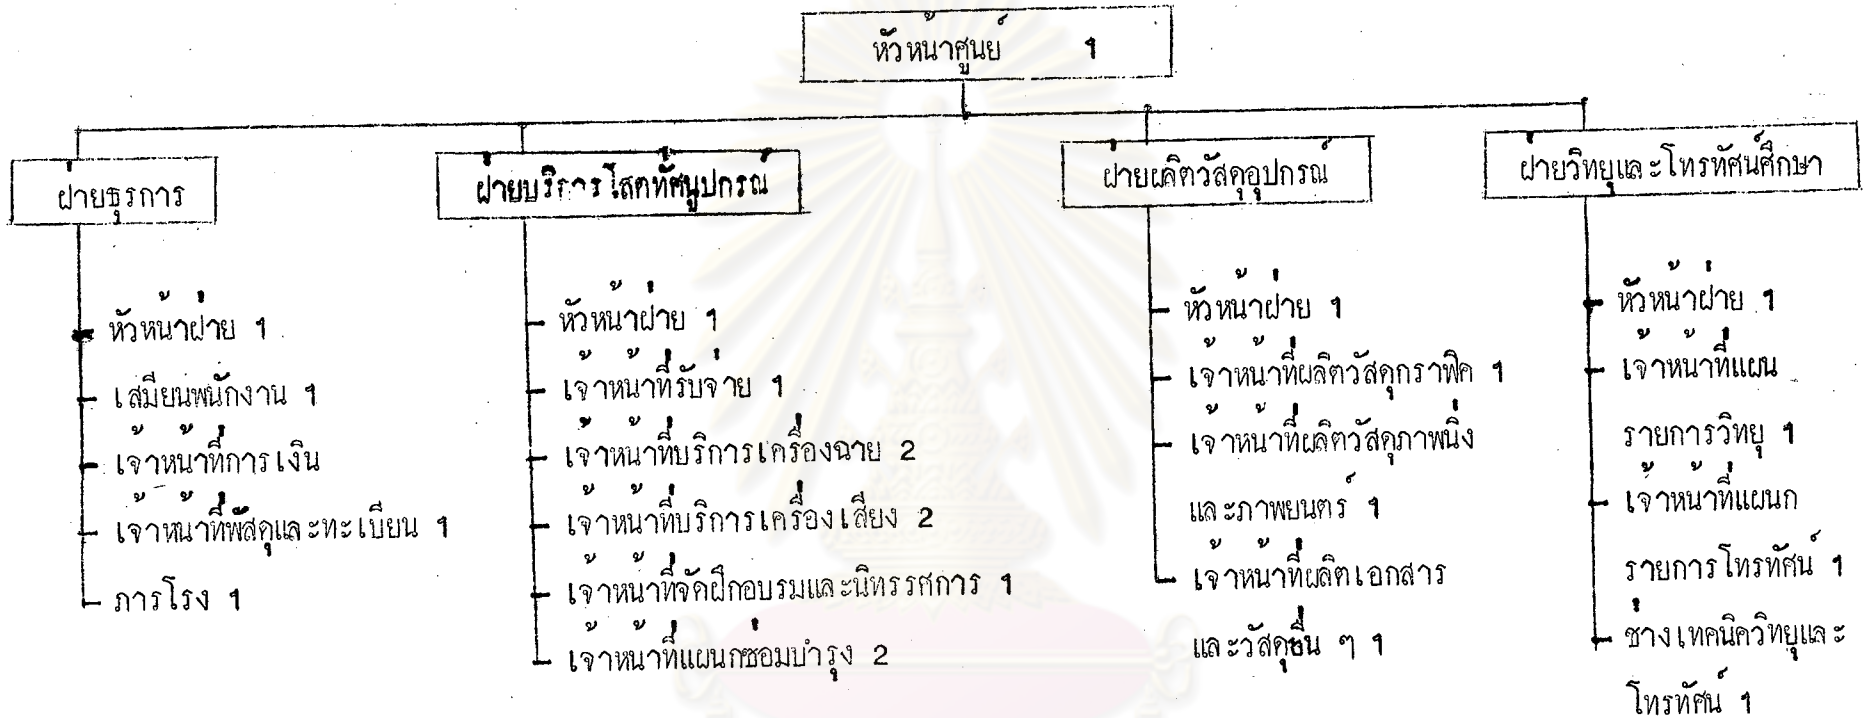 หัวหน้าศูนย์ 1
ฝ่ายธุรการ
หัวหน้าฝ่าย 1
เสมียนพนักงาน 1
เจ้าหน้าที่การเงิน
เจ้าหน้าที่พัสดุและทะเบียน 1
ภารโรง 1
ฝ่ายบริการโสตทัศนูปกรณ์
หัวหน้าฝ่าย 1
เจ้าหน้าที่รับจ่าย 1
เจ้าหน้าที่บริการเครื่องฉาย 2
เจ้าหน้าที่บริการเครื่องเสียง 2
เจ้าหน้าที่จัดฝึกอบรมและนิทรรศการ 1
เจ้าหน้าที่แผนกซ่อมบำรุง 2
ฝ่ายผลิตวัสดุอุปกรณ์
หัวหน้าฝ่าย 1
เจ้าหน้าที่ผลิตวัสดุกราฟิค 1
เจ้าหน้าที่ผลิตวัสดุภาพนิ่ง
และภาพยนตร์ 1
เจ้าหน้าที่ผลิตเอกสาร
และวัสดุอื่น ๆ 1
ฝ่ายวิทยุและโทรทัศน์ศึกษา
หัวหน้าฝ่าย 1
เจ้าหน้าที่แผน
รายการวิทยุ 1
เจ้าหน้าที่แผนก
รายการโทรทัศน์ 1
ช่างเทคนิควิทยุและ
โทรทัศน์ 1